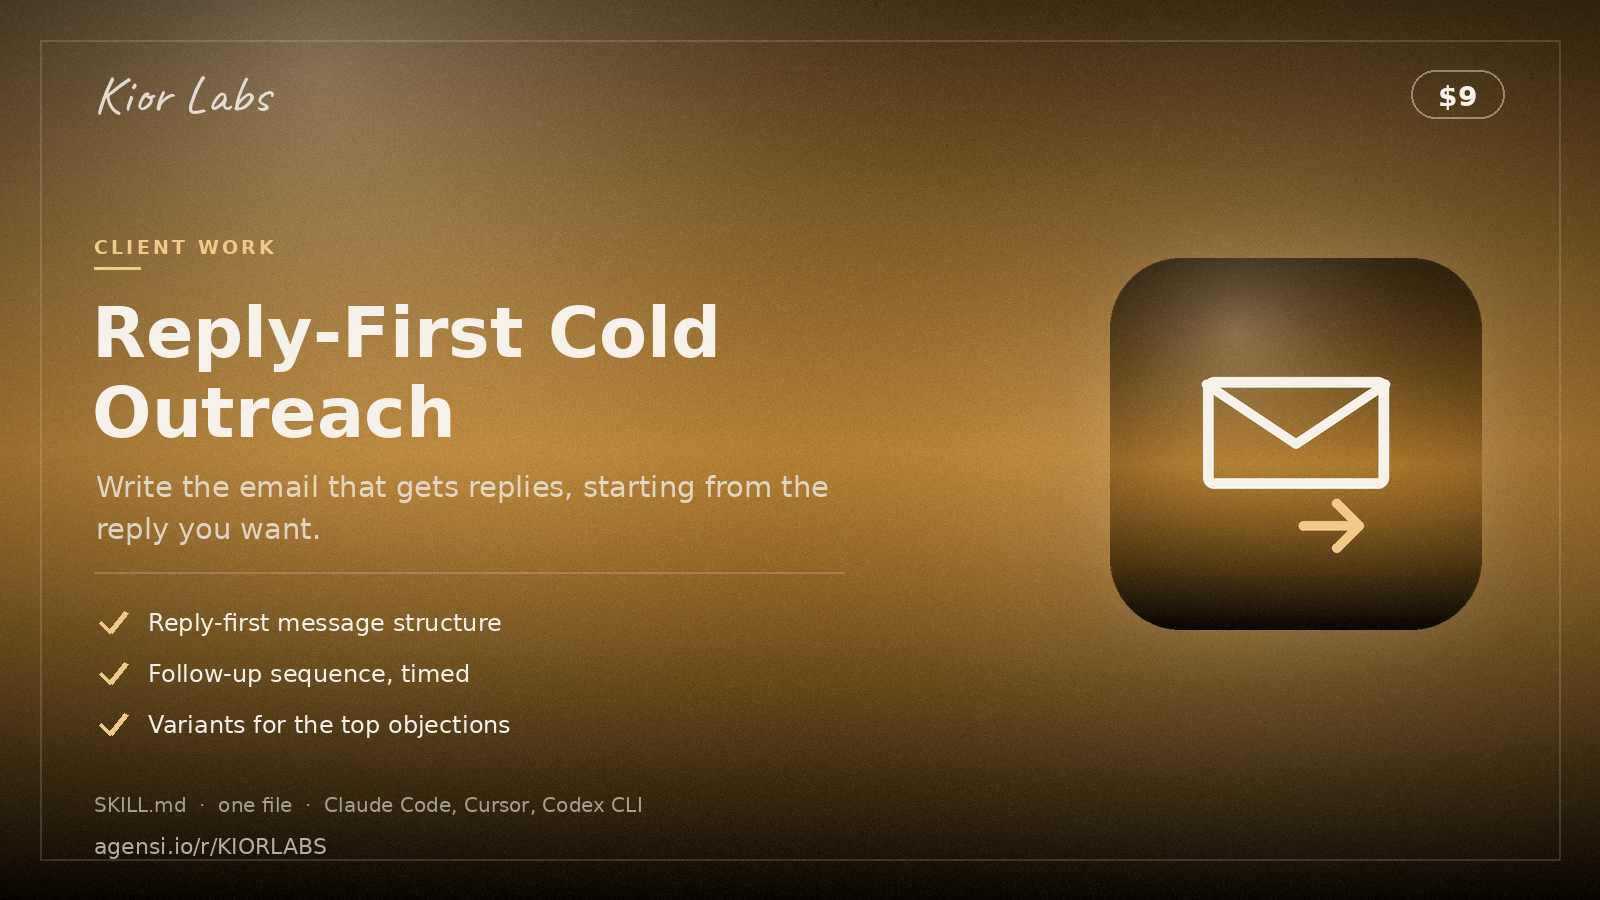 Kior Labs
$9
CLIENT WORK
Reply-First Cold
Outreach
Write the email that gets replies, starting from the
reply you want.
Reply-first message structure
Follow-up sequence, timed
Variants for the top objections
SKILL.md · one file · Claude Code, Cursor, Codex CLI
agensi.io/r/KIORLABS